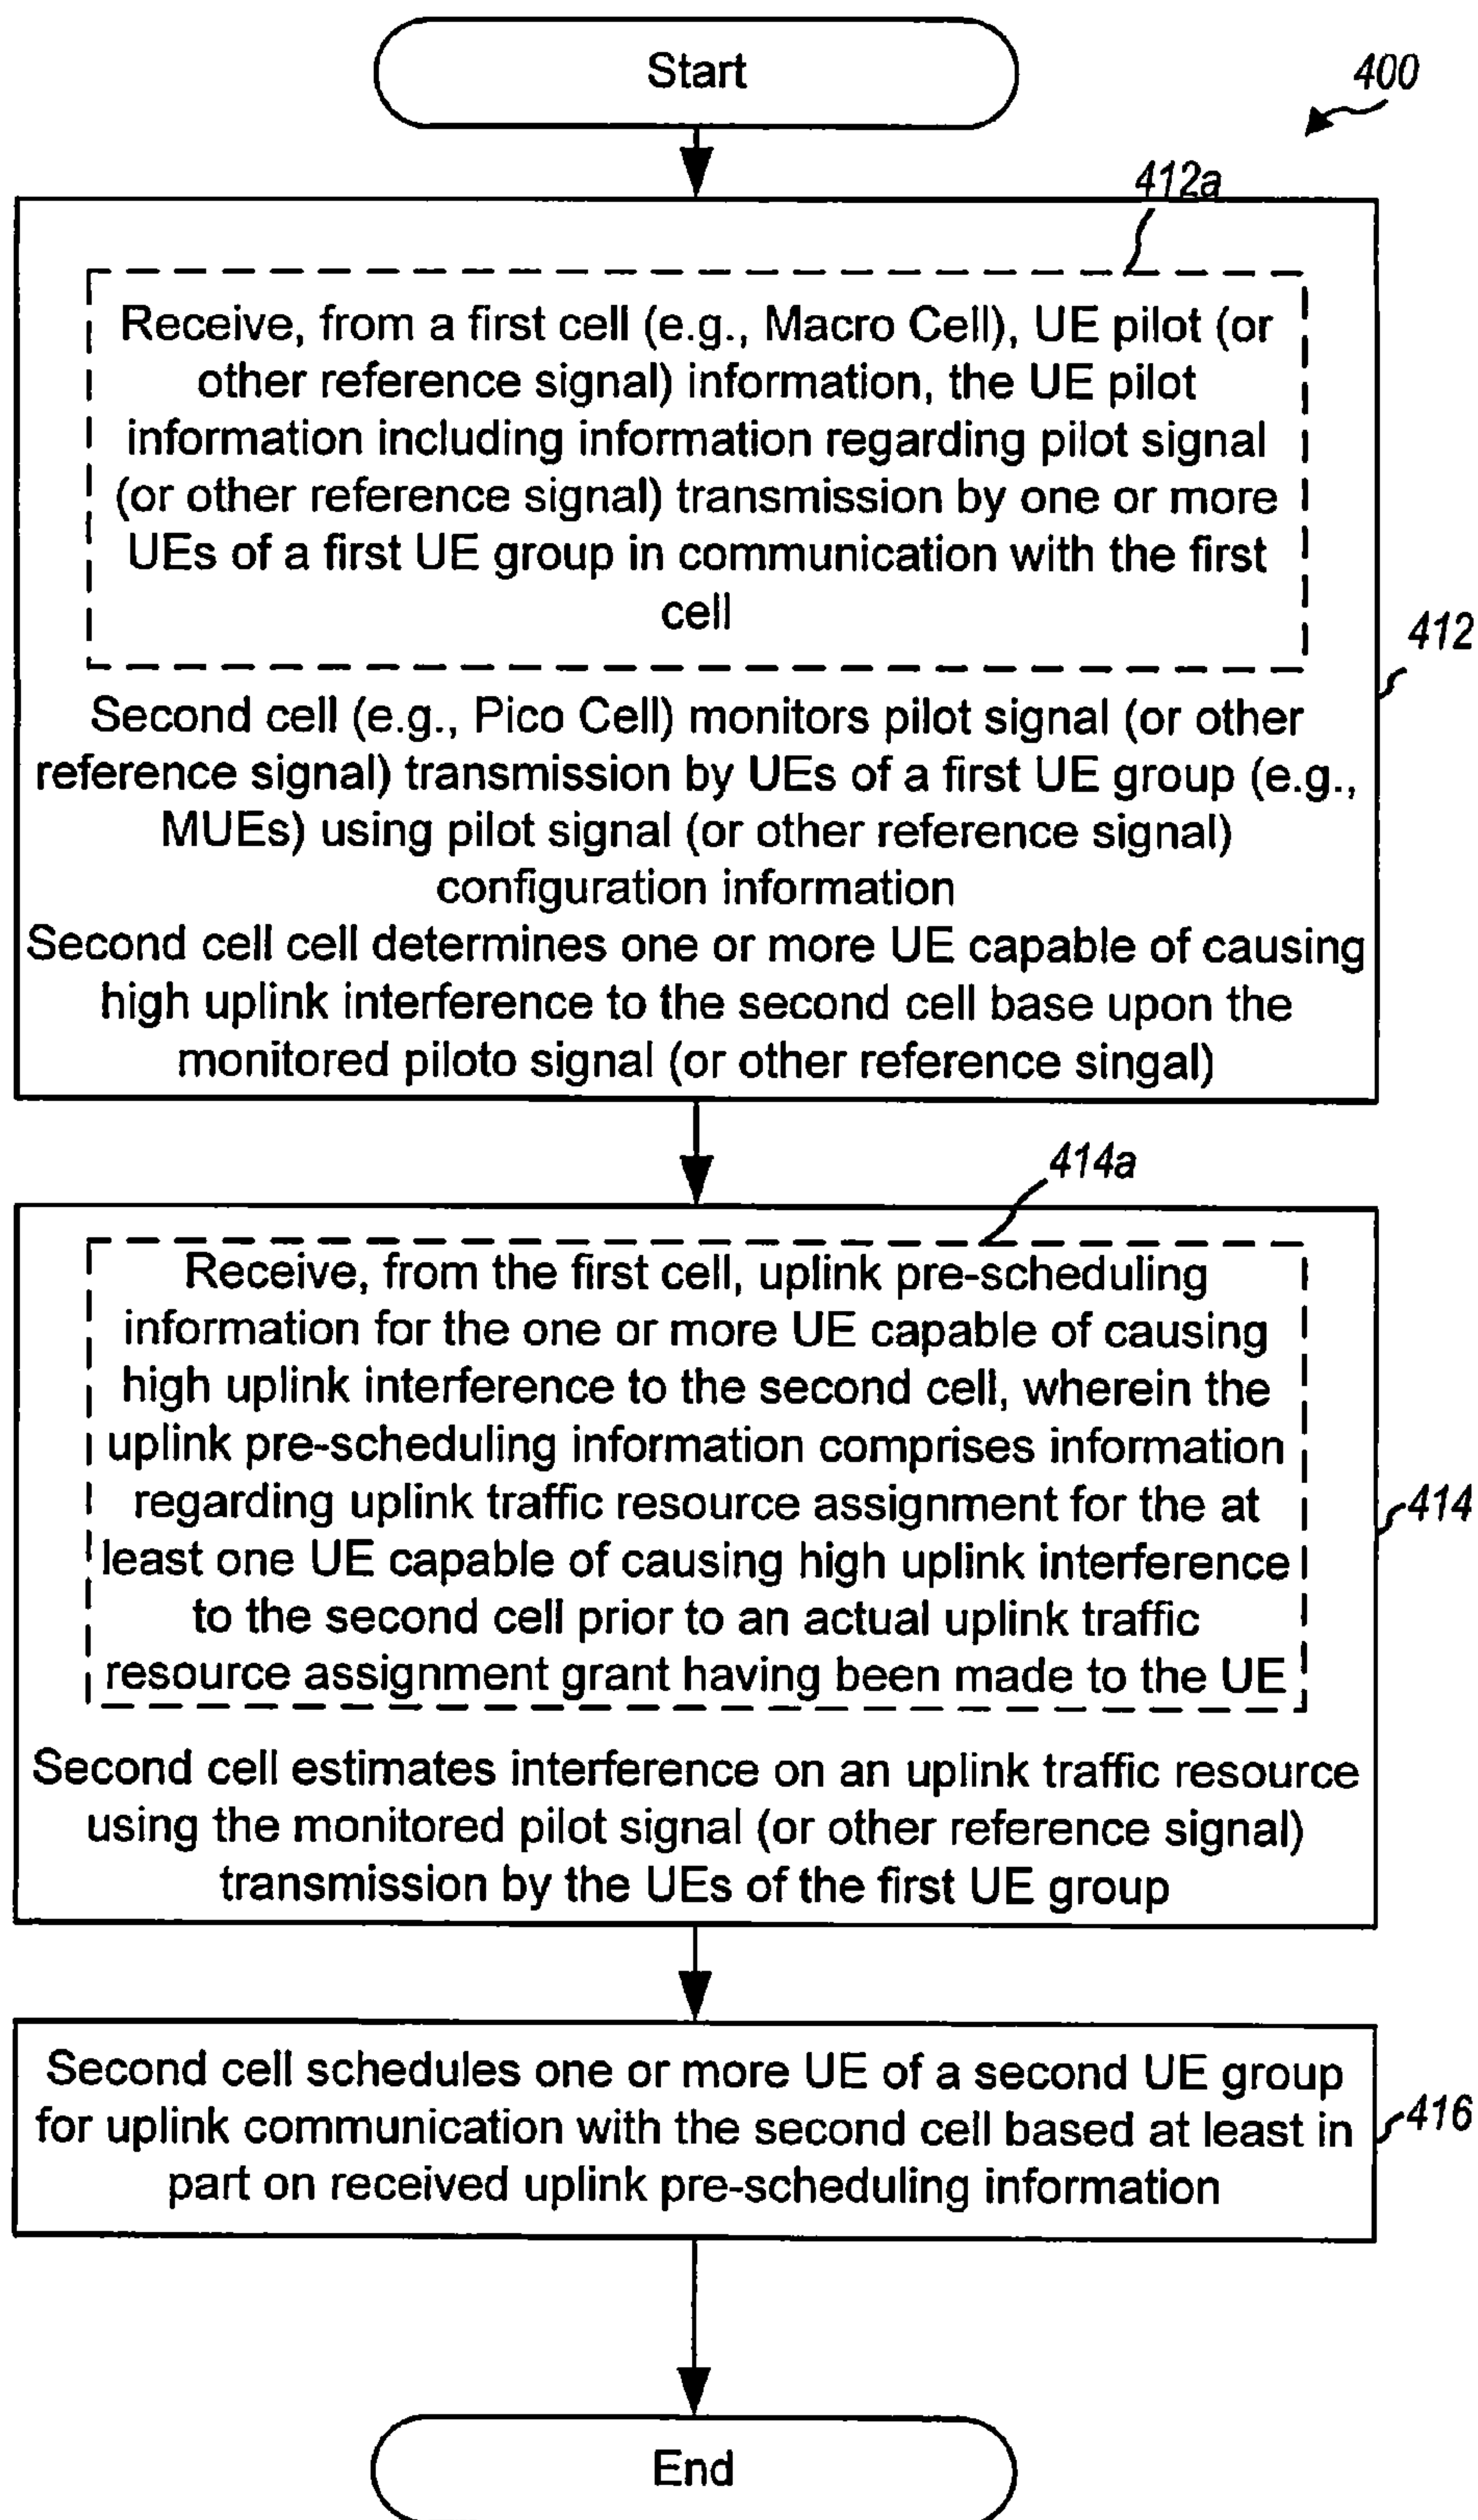 Start
400
412a
Receive, from a first cell (e.g., Macro Cell), UE pilot (or
other reference signal) information, the UE pilot
information including information regarding pilot signal
(or other reference signal) transmission by one or more
UEs of a first UE group in communication with the first
cell
412
Second cell (e.g., Pico Cell) monitors pilot signal (or other
reference signal) transmission by UEs of a first UE group (e.g.,
MUEs) using pilot signal (or other reference signal)
configuration information
Second cell cell determines one or more UE capable of causing
high uplink interference to the second cell base upon the
monitored piloto signal (or other reference singal)
414a
Receive, from the first cell, uplink pre-scheduling
information for the one or more UE capable of causing
high uplink interference to the second cell, wherein the
uplink pre-scheduling information comprises information
regarding uplink traffic resource assignment for the at
least one UE capable of causing high uplink interference
to the second cell prior to an actual uplink traffic
resource assignment grant having been made to the UE
414
Second cell estimates interference on an uplink traffic resource
using the monitored pilot signal (or other reference signal)
transmission by the UEs of the first UE group
Second cell schedules one or more UE of a second UE group
for uplink communication with the second cell based at least in
part on received uplink pre-scheduling information
416
End